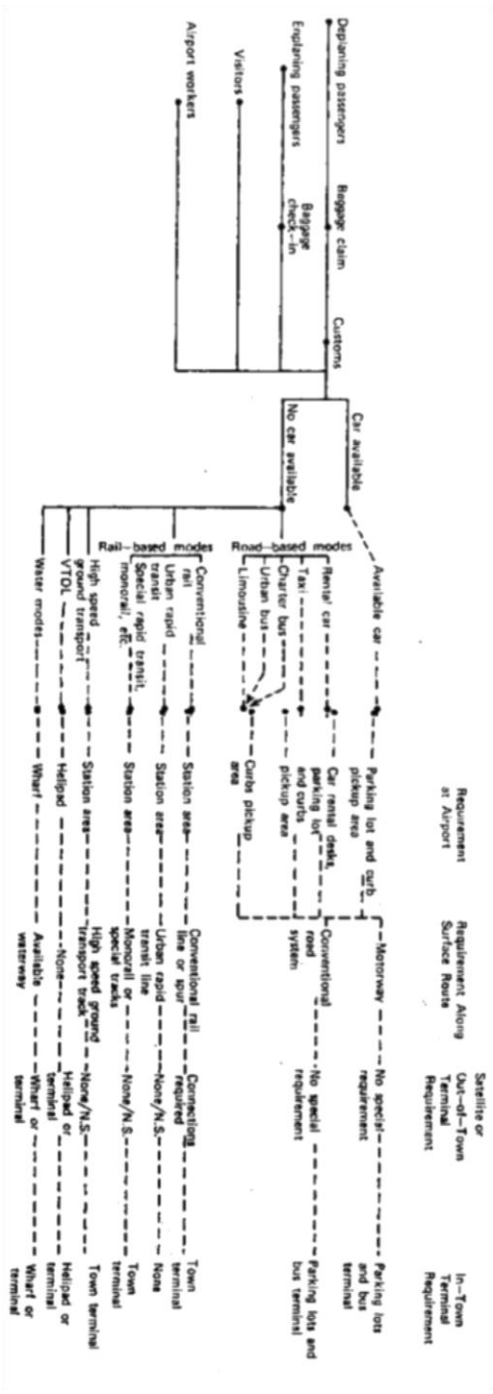 Deplaning passengers
Baggage claim
Customs
Enplaning passengers
Baggage
check-in
Visitors
Airport workers
Car available
No car available
Available car
Road-based modes
Rental car
Taxi
Charter bus
Urban bus
Limousine
Rail-based modes
Conventional
rail
Urban rapid
transit
Special rapid transit,
monorail, etc.
High speed
ground transport
VTOL
Water modes
Requirement
at Airport
Parking lot and curb
pickup area
Car rental desks,
parking lot
and curbs
pickup area
Curbs pickup
area
Station area
Station area
Station area
Station area
Helipad
Wharf
Requirement Along
Surface Route
Motorway
Conventional
road
system
Conventional rail
line or spur
Urban rapid
transit line
Monorail or
special tracks
High speed ground
transport track
None
Available
waterway
Satellite or
Out-of-Town
Terminal
Requirement
No special
requirement
No special
requirement
Connections
required
None/N.S.
None/N.S.
None/N.S.
Helipad or
terminal
Wharf or
terminal
In-Town
Terminal
Requirement
Parking lots
and bus
terminal
Parking lots and
bus terminal
Town
terminal
None
Town
terminal
Town terminal
Helipad or
terminal
Wharf or
terminal